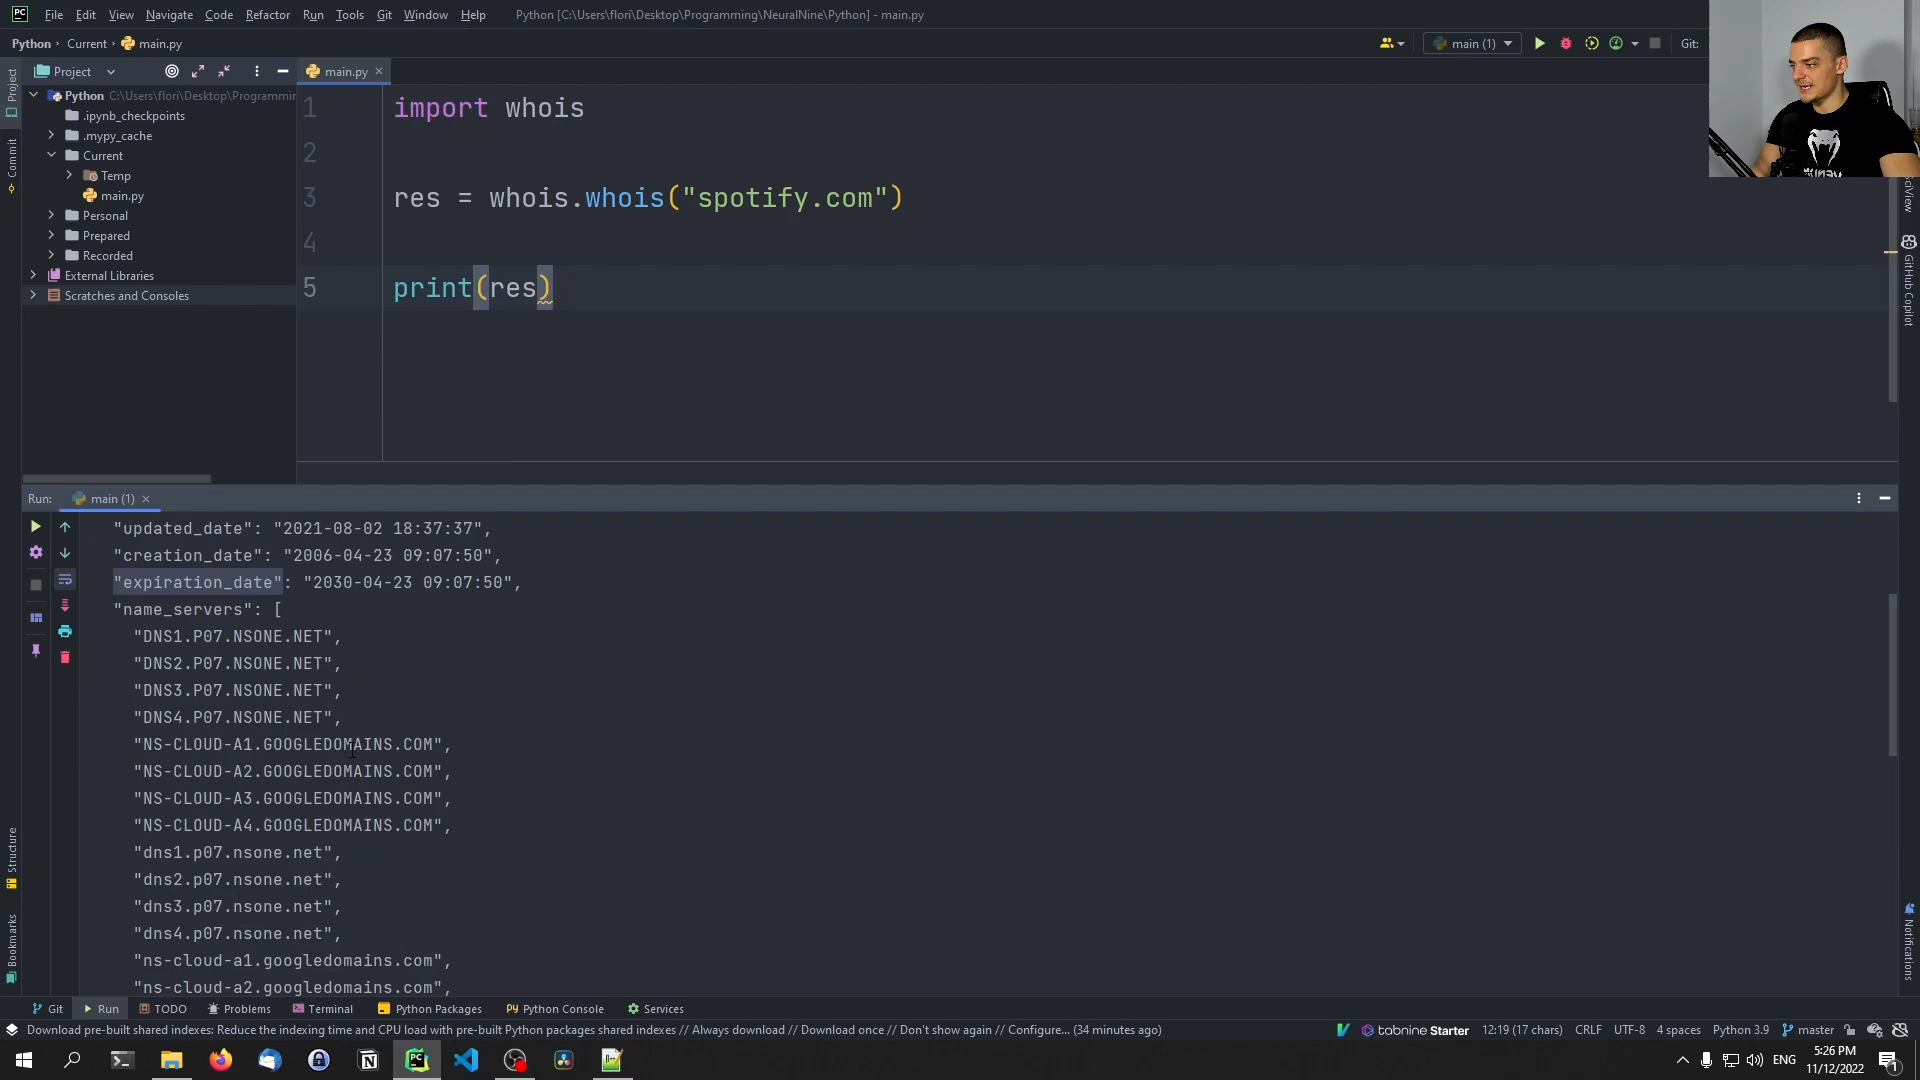 PC File Edit View Navigate Code Refactor Run Tools Git Window Help Python [C:\Users\flori\Desktop\Programming\NeuralNine\Python] - main.py
Python › Current › main.py
main (1)
Git:
Project
main.py
Python C:\Users\flori\Desktop\Programmin
.ipynb_checkpoints
.mypy_cache
Current
Temp
main.py
Personal
Prepared
Recorded
External Libraries
Scratches and Consoles
1 import whois
2
3 res = whois.whois("spotify.com")
4
5 print(res)
Project
Commit
Structure
Bookmarks
SciView
GitHub Copilot
Notifications
Run: main (1)
"updated_date": "2021-08-02 18:37:37",
"creation_date": "2006-04-23 09:07:50",
"expiration_date": "2030-04-23 09:07:50",
"name_servers": [
"DNS1.P07.NSONE.NET",
"DNS2.P07.NSONE.NET",
"DNS3.P07.NSONE.NET",
"DNS4.P07.NSONE.NET",
"NS-CLOUD-A1.GOOGLEDOMAINS.COM",
"NS-CLOUD-A2.GOOGLEDOMAINS.COM",
"NS-CLOUD-A3.GOOGLEDOMAINS.COM",
"NS-CLOUD-A4.GOOGLEDOMAINS.COM",
"dns1.p07.nsone.net",
"dns2.p07.nsone.net",
"dns3.p07.nsone.net",
"dns4.p07.nsone.net",
"ns-cloud-a1.googledomains.com",
"ns-cloud-a2.googledomains.com",
Git Run TODO Problems Terminal Python Packages Python Console Services
Download pre-built shared indexes: Reduce the indexing time and CPU load with pre-built Python packages shared indexes // Always download // Download once // Don't show again // Configure... (34 minutes ago)
tabnine Starter 12:19 (17 chars) CRLF UTF-8 4 spaces Python 3.9 master
ENG
5:26 PM
11/12/2022
1